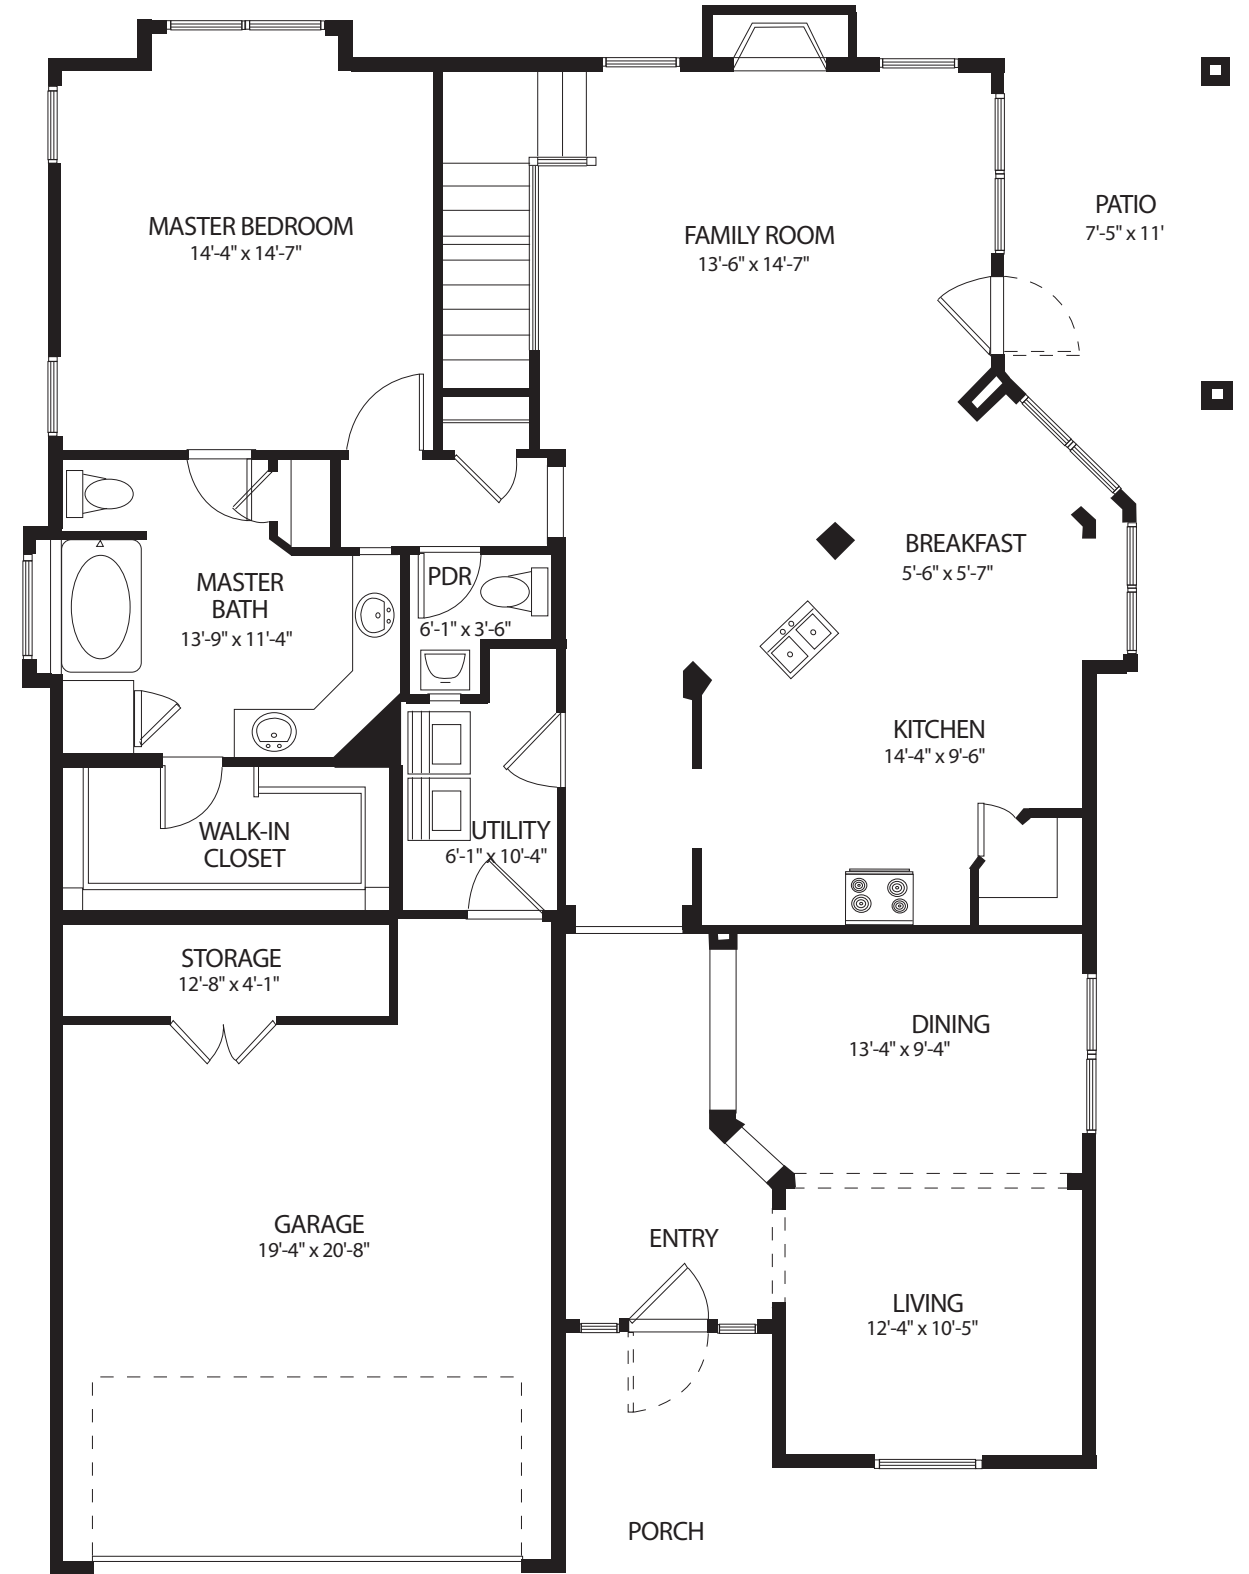 PATIO
7'-5" x 11'
MASTER BEDROOM
14'-4" x 14'-7"
FAMILY ROOM
13'-6" x 14'-7"
BREAKFAST
5'-6" x 5'-7"
PDR
6'-1" x 3'-6"
MASTER
BATH
13'-9" x 11'-4"
KITCHEN
14'-4" x 9'-6"
WALK-IN
CLOSET
UTILITY
6'-1" x 10'-4"
STORAGE
12'-8" x 4'-1"
DINING
13'-4" x 9'-4"
GARAGE
19'-4" x 20'-8"
ENTRY
LIVING
12'-4" x 10'-5"
PORCH